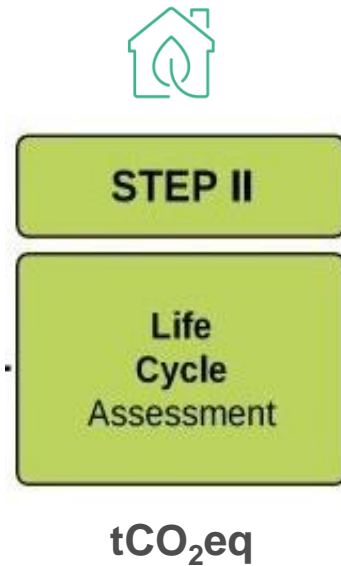 STEP II
Life
Cycle
Assessment
tCO₂eq